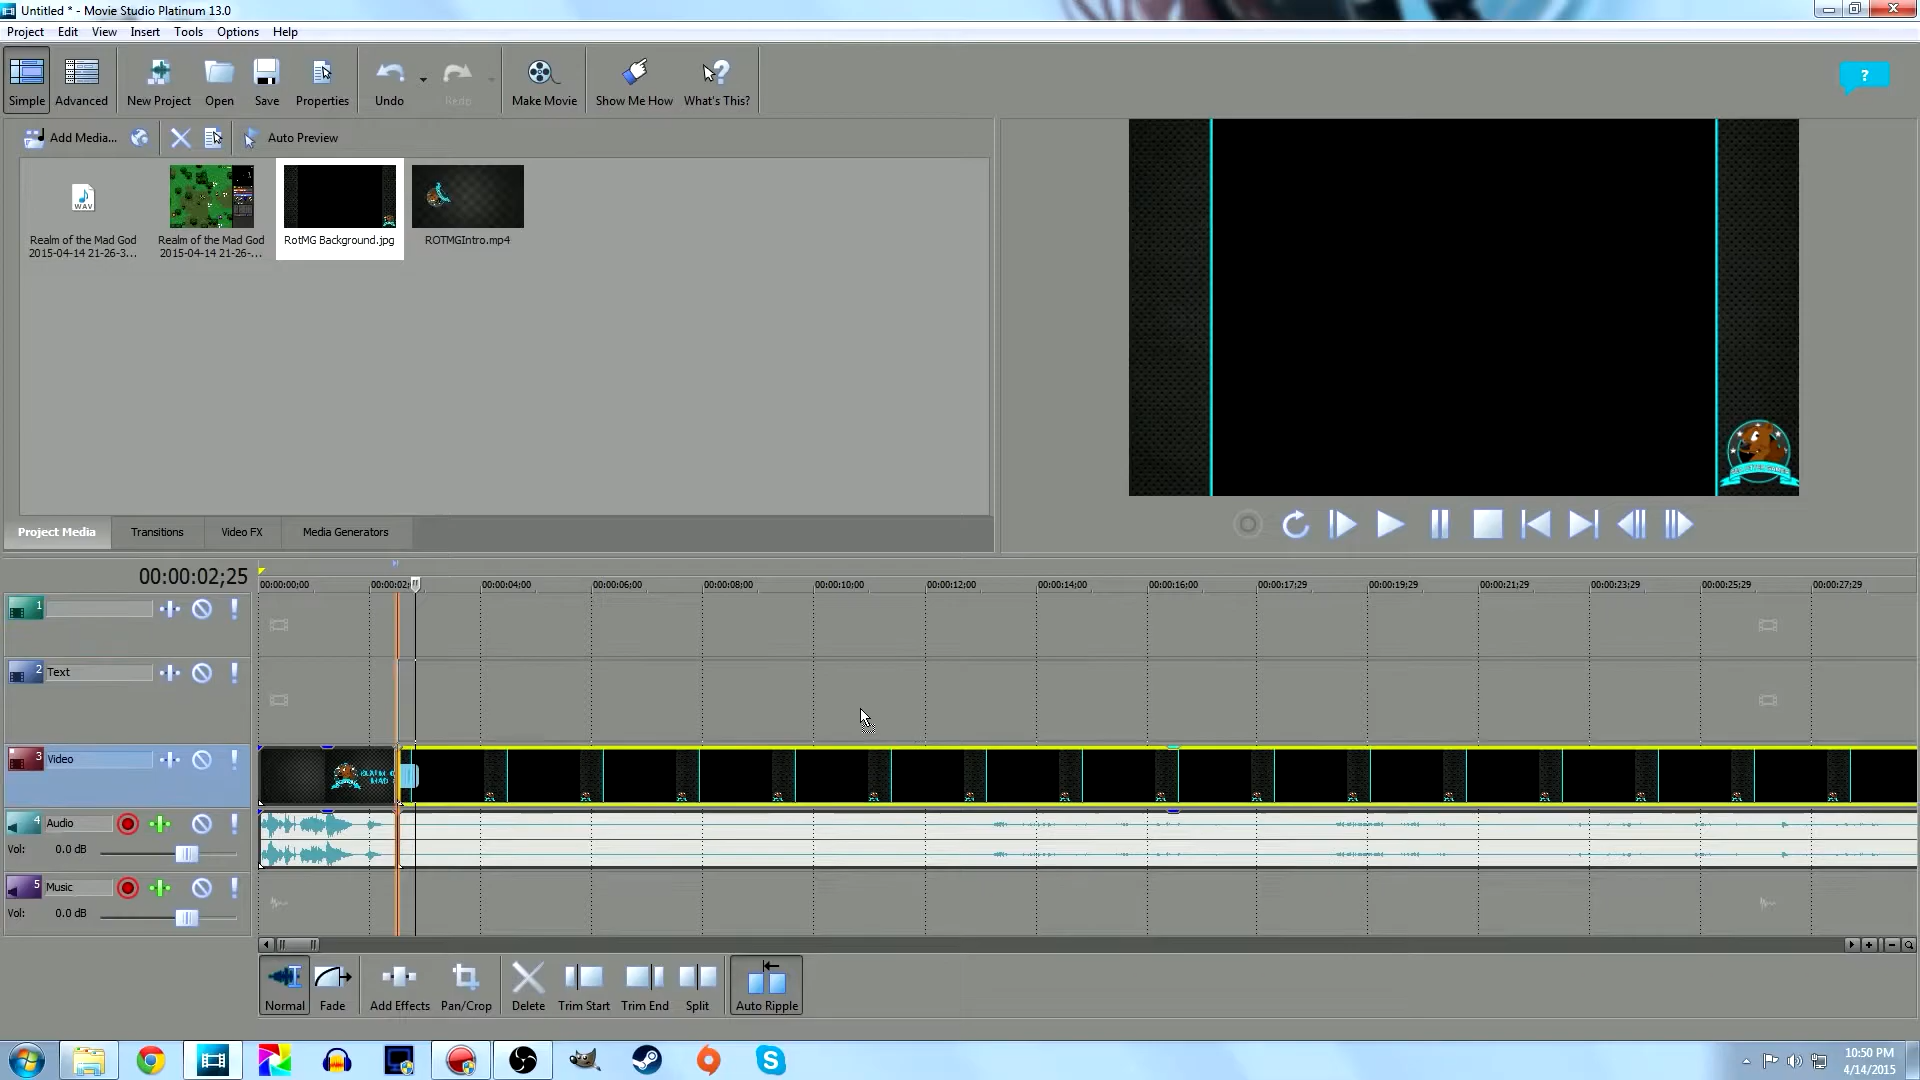 Untitled * - Movie Studio Platinum 13.0
Project Edit View Insert Tools Options Help
Simple Advanced New Project Open Save Properties Undo Redo Make Movie Show Me How What's This?
?
Add Media... Auto Preview
WAV
Realm of the Mad God
2015-04-14 21-26-3...
Realm of the Mad God
2015-04-14 21-26-...
RotMG Background.jpg
ROTMGIntro.mp4
Project Media Transitions Video FX Media Generators
00:00:02;25
00:00:00;00 00:00:02; 00:00:04;00 00:00:06;00 00:00:08;00 00:00:10;00 00:00:12;00 00:00:14;00 00:00:16;00 00:00:17;29 00:00:19;29 00:00:21;29 00:00:23;29 00:00:25;29 00:00:27;29
1
2 Text
3 Video
4 Audio
Vol: 0.0 dB
5 Music
Vol: 0.0 dB
Normal Fade Add Effects Pan/Crop Delete Trim Start Trim End Split Auto Ripple
10:50 PM
4/14/2015